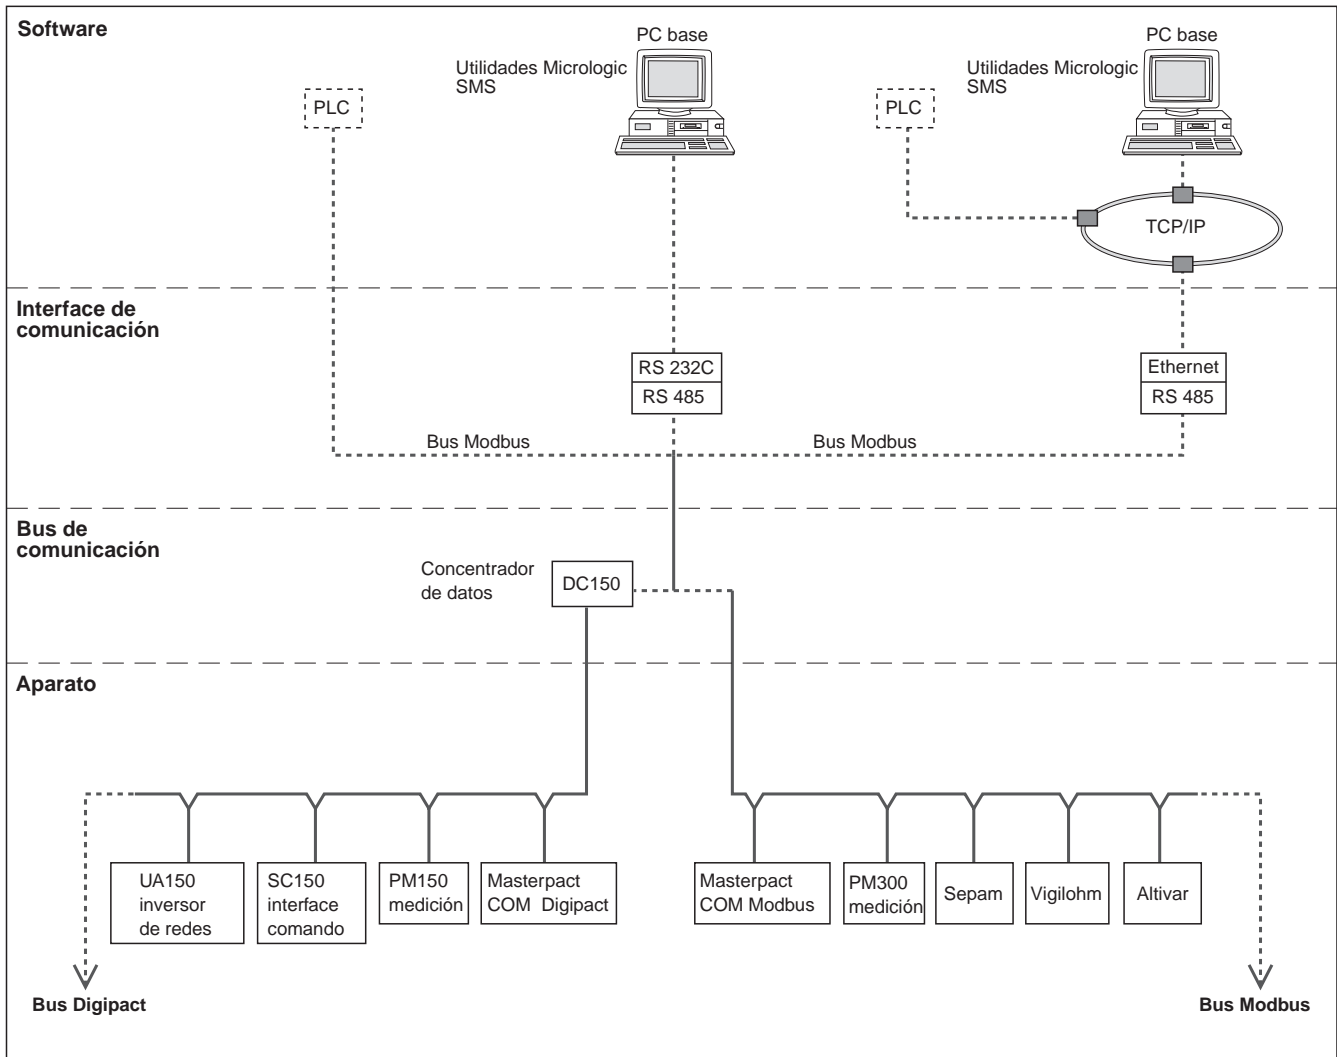 Software
PC base
PC base
Utilidades Micrologic
SMS
Utilidades Micrologic
SMS
PLC
PLC
TCP/IP
Interface de
comunicación
RS 232C
RS 485
Ethernet
RS 485
Bus Modbus
Bus Modbus
Bus de
comunicación
Concentrador
de datos
DC150
Aparato
UA150
inversor
de redes
SC150
interface
comando
PM150
medición
Masterpact
COM Digipact
Masterpact
COM Modbus
PM300
medición
Sepam
Vigilohm
Altivar
Bus Digipact
Bus Modbus